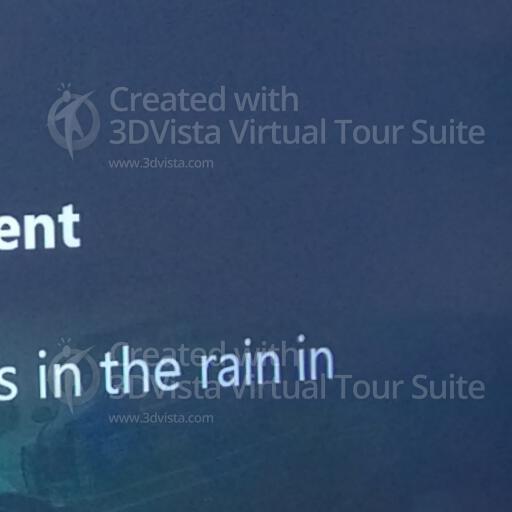 Created with
3DVista Virtual Tour Suite
www.3dvista.com
ent
s in the rain in
Created with
3DVista Virtual Tour Suite
www.3dvista.com